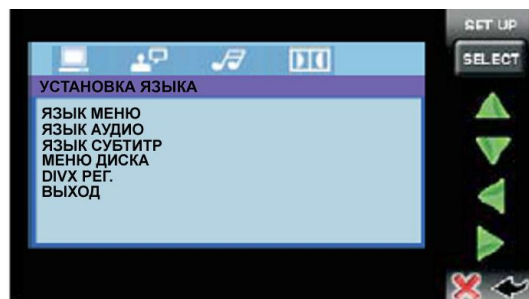 SET UP
SELECT
УСТАНОВКА ЯЗЫКА
ЯЗЫК МЕНЮ
ЯЗЫК АУДИО
ЯЗЫК СУБТИТР
МЕНЮ ДИСКА
DIVX РЕГ.
ВЫХОД